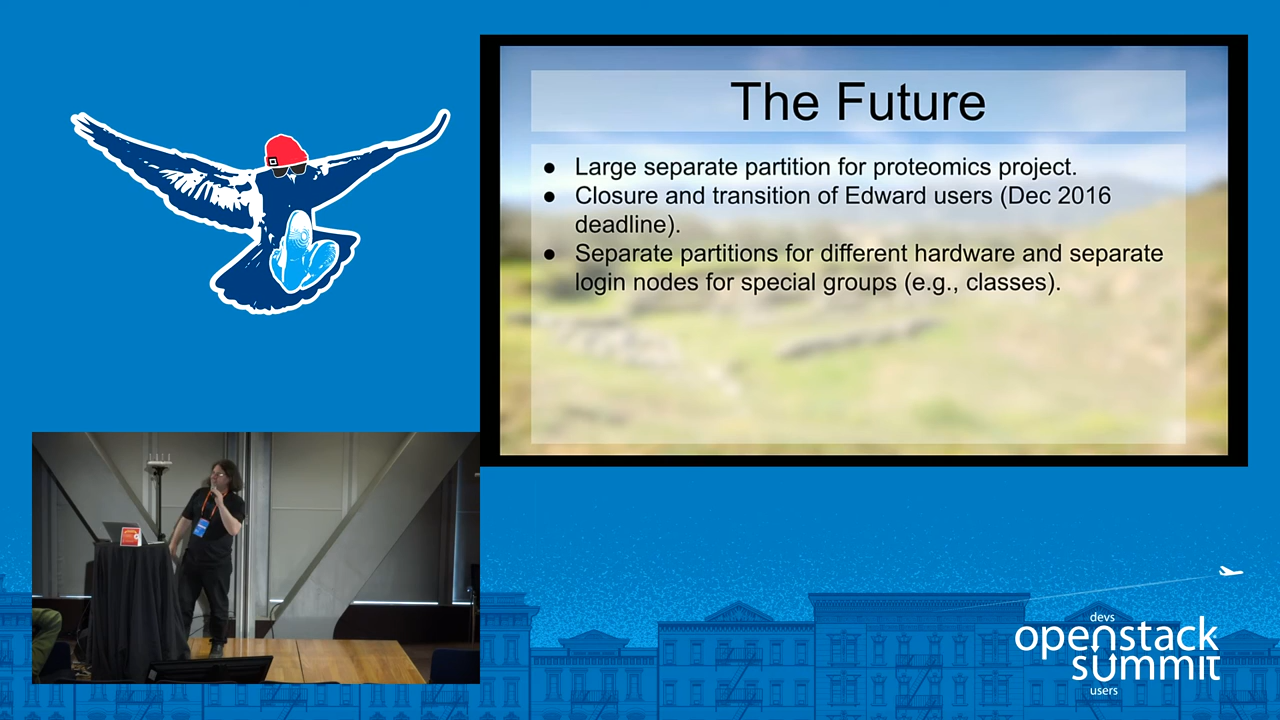 The Future
● Large separate partition for proteomics project.
● Closure and transition of Edward users (Dec 2016
deadline).
● Separate partitions for different hardware and separate
login nodes for special groups (e.g., classes).
devs
openstack
summit
users